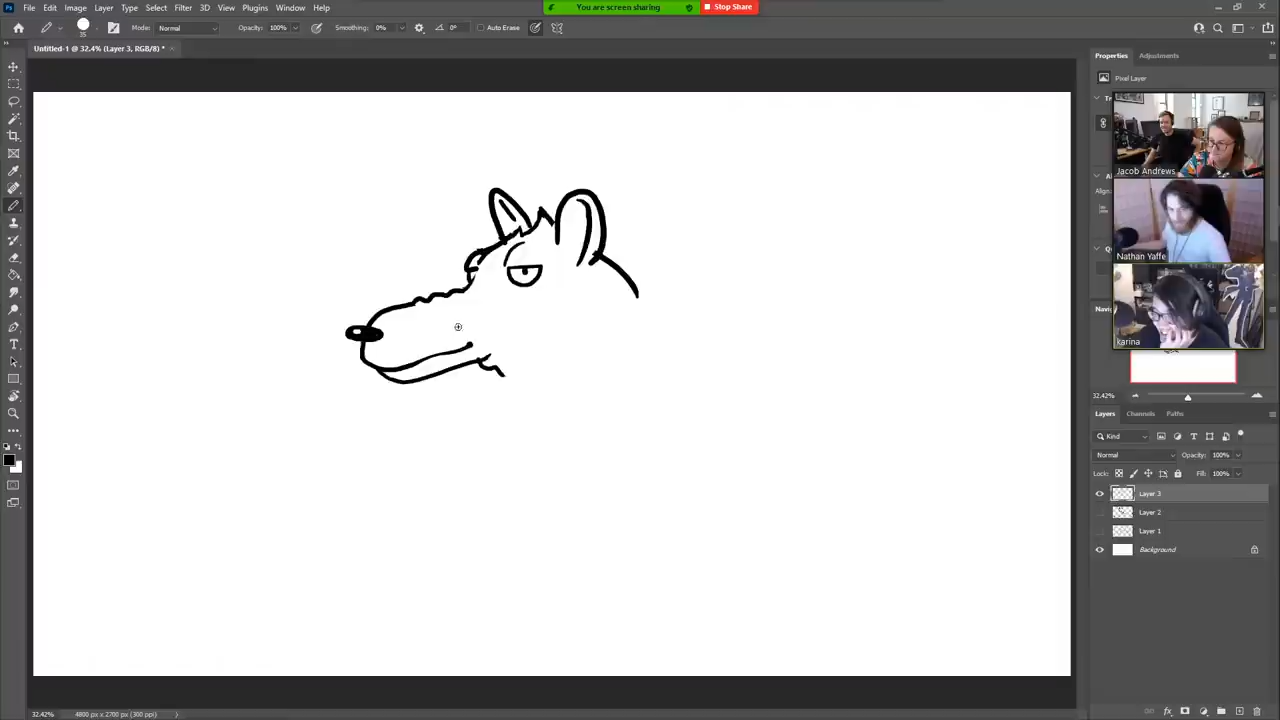 Ps File Edit Image Layer Type Select Filter 3D View Plugins Window Help
You are screen sharing Stop Share
35 Mode: Normal Opacity: 100% Smoothing: 0% 0° Auto Erase
Untitled-1 @ 32.4% (Layer 3, RGB/8) *
Properties Adjustments
Pixel Layer
Jacob Andrews
Nathan Yaffe
karina
32.42%
Layers Channels Paths
Kind
Normal Opacity: 100%
Lock: Fill: 100%
Layer 3
Layer 2
Layer 1
Background
32.42% 4800 px x 2700 px (300 ppi)